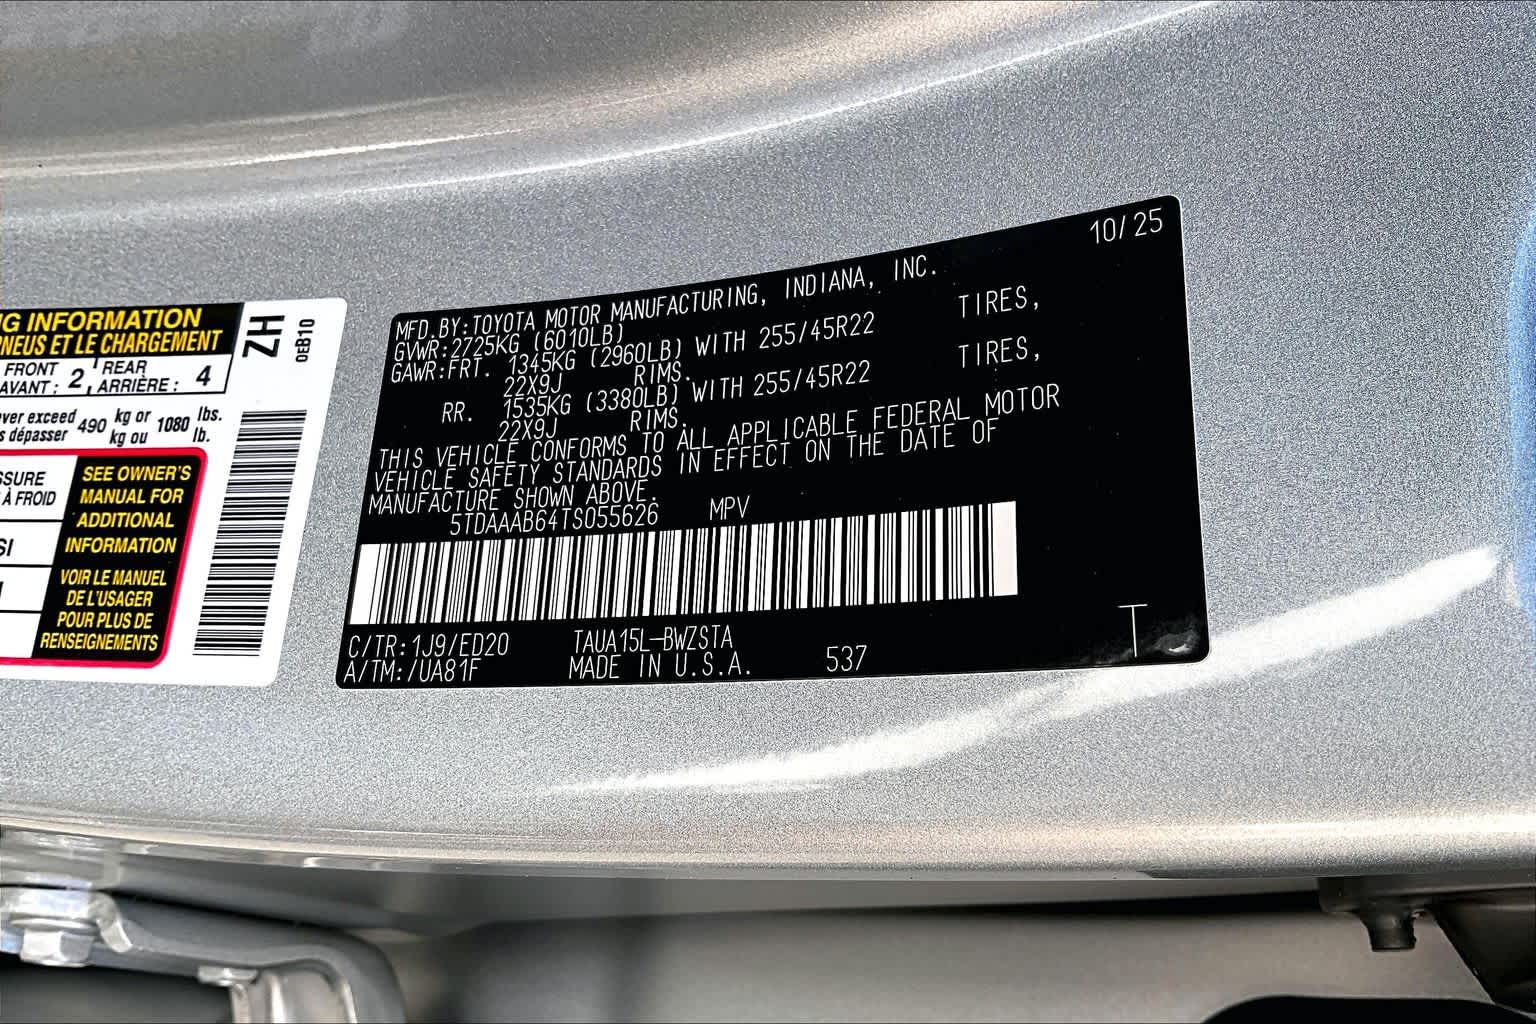 NG INFORMATION
PNEUS ET LE CHARGEMENT
FRONT
AVANT : 2
REAR
ARRIÈRE : 4
ver exceed
s dépasser 490 kg or
kg ou 1080 lbs.
lb.
SSURE
À FROID
SI
SEE OWNER'S
MANUAL FOR
ADDITIONAL
INFORMATION
VOIR LE MANUEL
DE L'USAGER
POUR PLUS DE
RENSEIGNEMENTS
ZH
0EB10
10/25
MFD.BY:TOYOTA MOTOR MANUFACTURING, INDIANA, INC.
GVWR:2725KG (6010LB)
GAWR:FRT. 1345KG (2960LB) WITH 255/45R22 TIRES,
22X9J RIMS.
RR. 1535KG (3380LB) WITH 255/45R22 TIRES,
22X9J RIMS.
THIS VEHICLE CONFORMS TO ALL APPLICABLE FEDERAL MOTOR
VEHICLE SAFETY STANDARDS IN EFFECT ON THE DATE OF
MANUFACTURE SHOWN ABOVE.
5TDAAAB64TS055626 MPV
C/TR:1J9/ED20 TAUA15L-BWZSTA
A/TM:/UA81F MADE IN U.S.A. 537
T